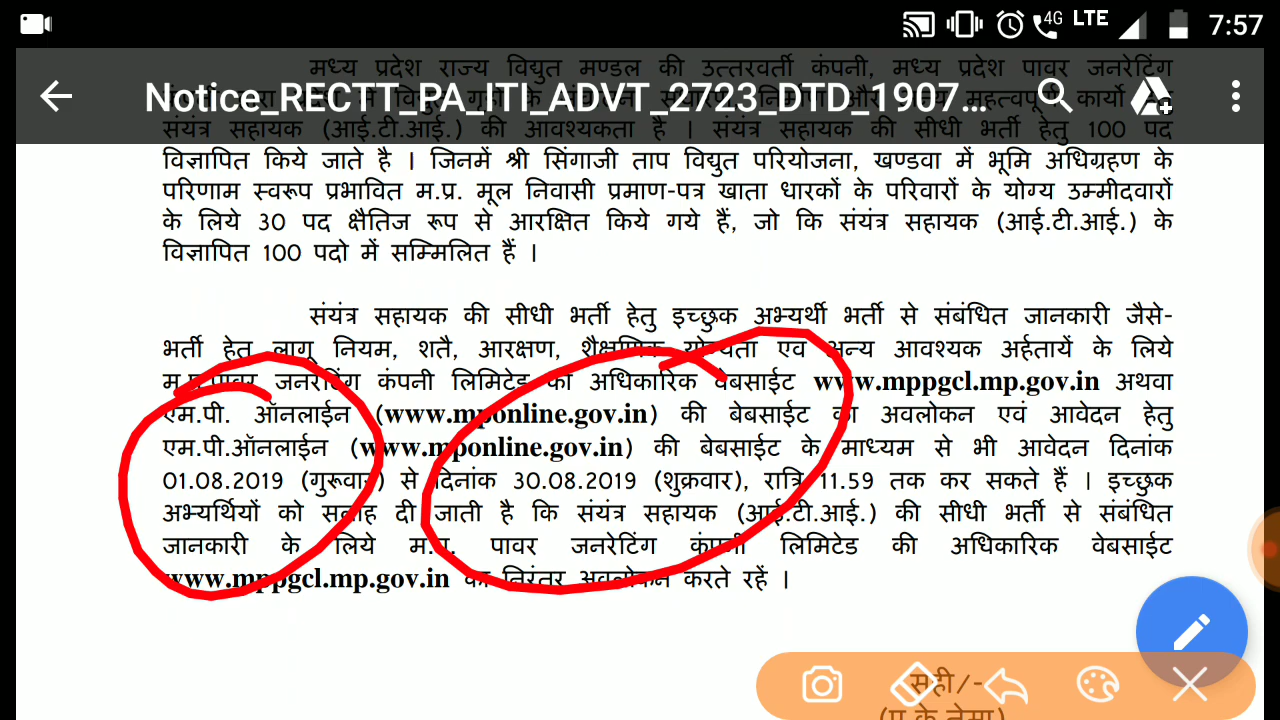 4G LTE 7:57
मध्य प्रदेश राज्य विद्युत मण्डल की उत्तरवर्ती कंपनी, मध्य प्रदेश पावर जनरेटिंग
Notice_RECTT_PA_ITI_ADVT_2723_DTD_1907...
संयंत्र सहायक (आई.टी.आई.) की आवश्यकता है । संयंत्र सहायक की सीधी भर्ती हेतु 100 पद
विज्ञापित किये जाते है । जिनमें श्री सिंगाजी ताप विद्युत परियोजना, खण्डवा में भूमि अधिग्रहण के
परिणाम स्वरूप प्रभावित म.प्र. मूल निवासी प्रमाण-पत्र खाता धारकों के परिवारों के योग्य उम्मीदवारों
के लिये 30 पद क्षैतिज रूप से आरक्षित किये गये हैं, जो कि संयंत्र सहायक (आई.टी.आई.) के
विज्ञापित 100 पदो में सम्मिलित हैं ।
संयंत्र सहायक की सीधी भर्ती हेतु इच्छुक अभ्यर्थी भर्ती से संबंधित जानकारी जैसे-
भर्ती हेतु लागू नियम, शतै, आरक्षण, शैक्षणिक योग्यता एवं अन्य आवश्यक अर्हतायें के लिये
म.प्र.पावर जनरेटिंग कंपनी लिमिटेड की अधिकारिक वेबसाईट www.mppgcl.mp.gov.in अथवा
एम.पी. ऑनलाईन (www.mponline.gov.in) की बेबसाईट का अवलोकन एवं आवेदन हेतु
एम.पी.ऑनलाईन (www.mponline.gov.in) की बेबसाईट के माध्यम से भी आवेदन दिनांक
01.08.2019 (गुरूवार) से दिनांक 30.08.2019 (शुक्रवार), रात्रि 11.59 तक कर सकते हैं । इच्छुक
अभ्यर्थियों को सलाह दी जाती है कि संयंत्र सहायक (आई.टी.आई.) की सीधी भर्ती से संबंधित
जानकारी के लिये म.प्र. पावर जनरेटिंग कंपनी लिमिटेड की अधिकारिक वेबसाईट
www.mppgcl.mp.gov.in का निरंतर अवलोकन करते रहें ।
सही/-